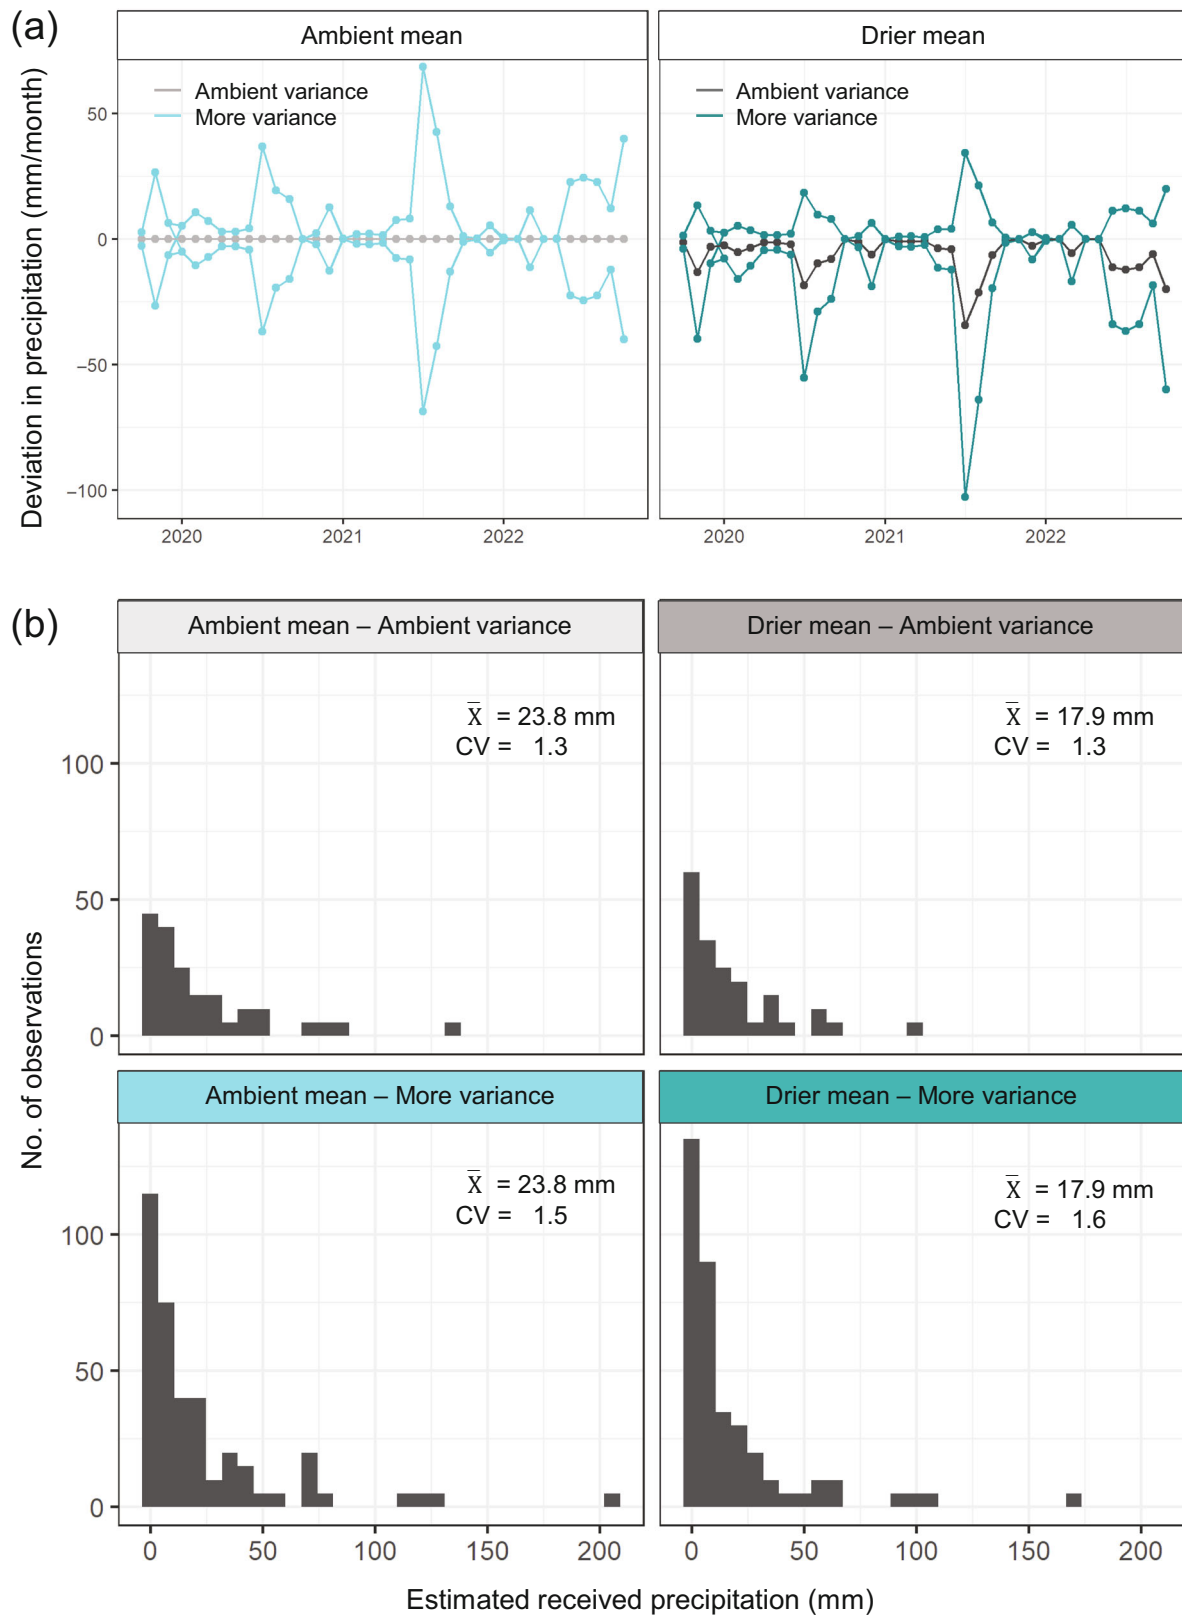 (a)
Ambient mean
Drier mean
Deviation in precipitation (mm/month)
Ambient variance
More variance
Ambient variance
More variance
50
0
−50
−100
2020 2021 2022
2020 2021 2022
(b)
Ambient mean – Ambient variance
Drier mean – Ambient variance
X̅ = 23.8 mm
CV = 1.3
X̅ = 17.9 mm
CV = 1.3
100
50
0
No. of observations
Ambient mean – More variance
Drier mean – More variance
X̅ = 23.8 mm
CV = 1.5
X̅ = 17.9 mm
CV = 1.6
100
50
0
0 50 100 150 200
0 50 100 150 200
Estimated received precipitation (mm)